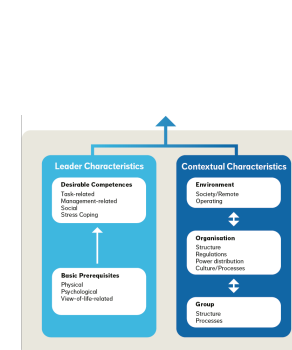 Leader Characteristics
Desirable Competences
Task-related
Management-related
Social
Stress Coping
Basic Prerequisites
Physical
Psychological
View-of-life-related
Contextual Characteristics
Environment
Society/Remote
Operating
Organisation
Structure
Regulations
Power distribution
Culture/Processes
Group
Structure
Processes